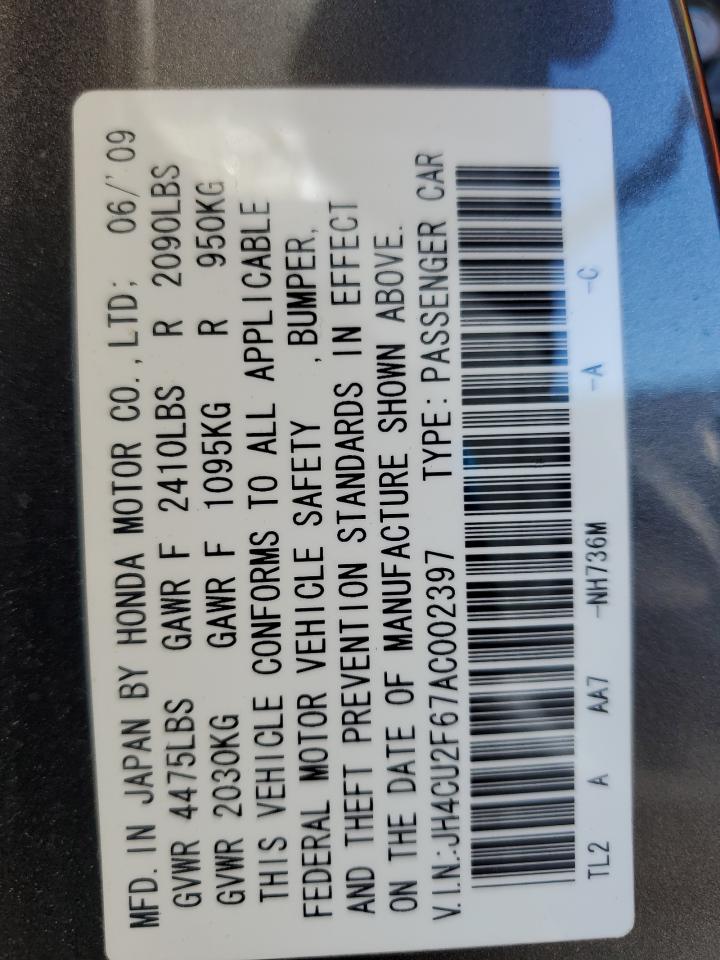 MFD. IN JAPAN BY HONDA MOTOR CO., LTD; 06/'09
GVWR 4475LBS GAWR F 2410LBS R 2090LBS
GVWR 2030KG GAWR F 1095KG R 950KG
THIS VEHICLE CONFORMS TO ALL APPLICABLE
FEDERAL MOTOR VEHICLE SAFETY , BUMPER,
AND THEFT PREVENTION STANDARDS IN EFFECT
ON THE DATE OF MANUFACTURE SHOWN ABOVE.
V.I.N.:JH4CU2F67AC002397 TYPE:PASSENGER CAR
TL2 A AA7 -NH736M -A -C